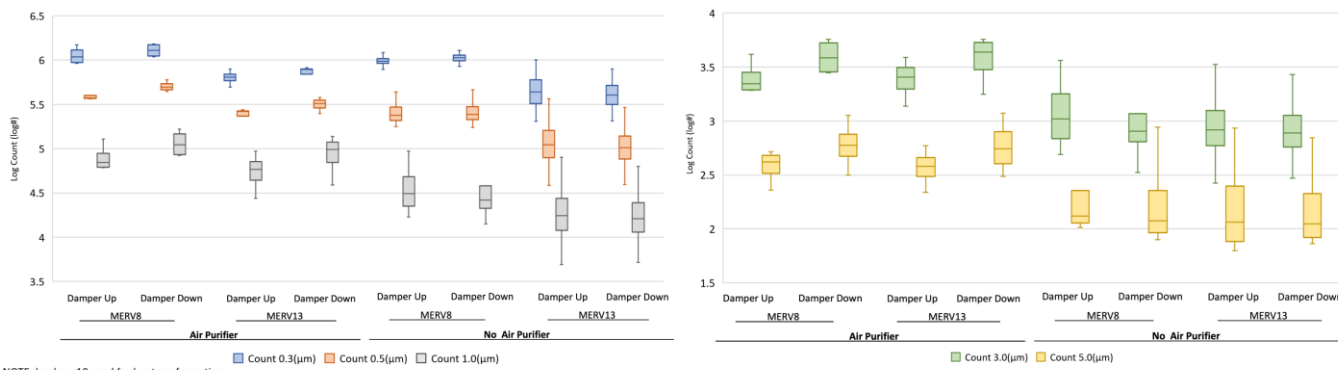 6.5
6
5.5
5
4.5
4
3.5
Log Count (log#)
Damper Up Damper Down Damper Up Damper Down Damper Up Damper Down Damper Up Damper Down
MERV8 MERV13 MERV8 MERV13
Air Purifier No Air Purifier
Count 0.3(µm) Count 0.5(µm) Count 1.0(µm)
4
3.5
3
2.5
2
1.5
Log Count (log#)
Damper Up Damper Down Damper Up Damper Down Damper Up Damper Down Damper Up Damper Down
MERV8 MERV13 MERV8 MERV13
Air Purifier No Air Purifier
Count 3.0(µm) Count 5.0(µm)